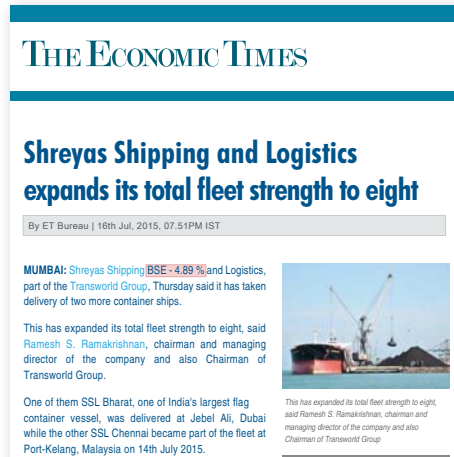 THE ECONOMIC TIMES
Shreyas Shipping and Logistics
expands its total fleet strength to eight
By ET Bureau | 16th Jul, 2015, 07.51PM IST
MUMBAI: Shreyas Shipping BSE - 4.89 % and Logistics,
part of the Transworld Group, Thursday said it has taken
delivery of two more container ships.
This has expanded its total fleet strength to eight, said
Ramesh S. Ramakrishnan, chairman and managing
director of the company and also Chairman of
Transworld Group.
One of them SSL Bharat, one of India's largest flag
container vessel, was delivered at Jebel Ali, Dubai
while the other SSL Chennai became part of the fleet at
Port-Kelang, Malaysia on 14th July 2015.
This has expanded its total fleet strength to eight,
said Ramesh S. Ramakrishnan, chairman and
managing director of the company and also
Chairman of Transworld Group